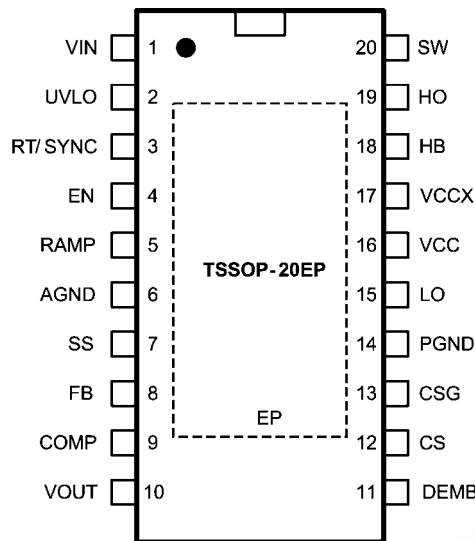 VIN 1 20 SW
UVLO 2 19 HO
RT/SYNC 3 18 HB
EN 4 17 VCCX
RAMP 5 16 VCC
TSSOP-20EP
AGND 6 15 LO
SS 7 14 PGND
FB 8 13 CSG
EP
COMP 9 12 CS
VOUT 10 11 DEMB